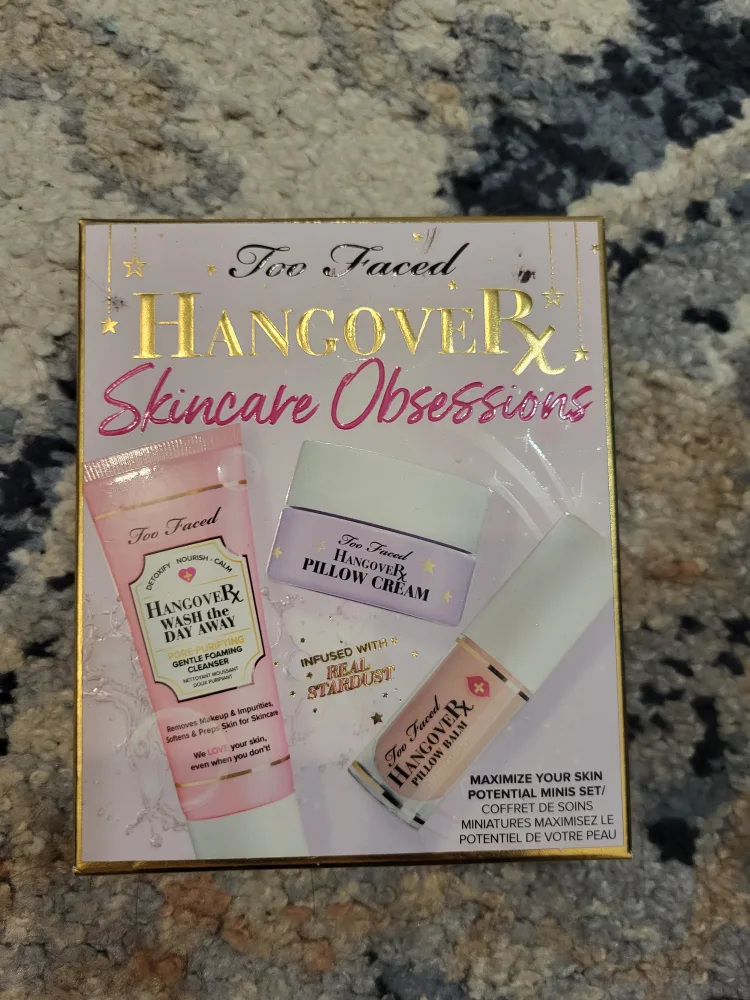 Too Faced
HANGOVERx
Skincare Obsessions
Too Faced
DETOXIFY • NOURISH • CALM
HANGOVERx
WASH the
DAY AWAY
PORE-PURIFYING
GENTLE FOAMING
CLEANSER
NETTOYANT MOUSSANT
DOUX PURIFIANT
Removes Makeup & Impurities,
Softens & Preps Skin for Skincare
We LOVE your skin,
even when you don't!
Too Faced
HANGOVERx
PILLOW CREAM
INFUSED WITH
REAL
STARDUST
Too Faced
HANGOVERx
PILLOW BALM
MAXIMIZE YOUR SKIN
POTENTIAL MINIS SET/
COFFRET DE SOINS
MINIATURES MAXIMISEZ LE
POTENTIEL DE VOTRE PEAU